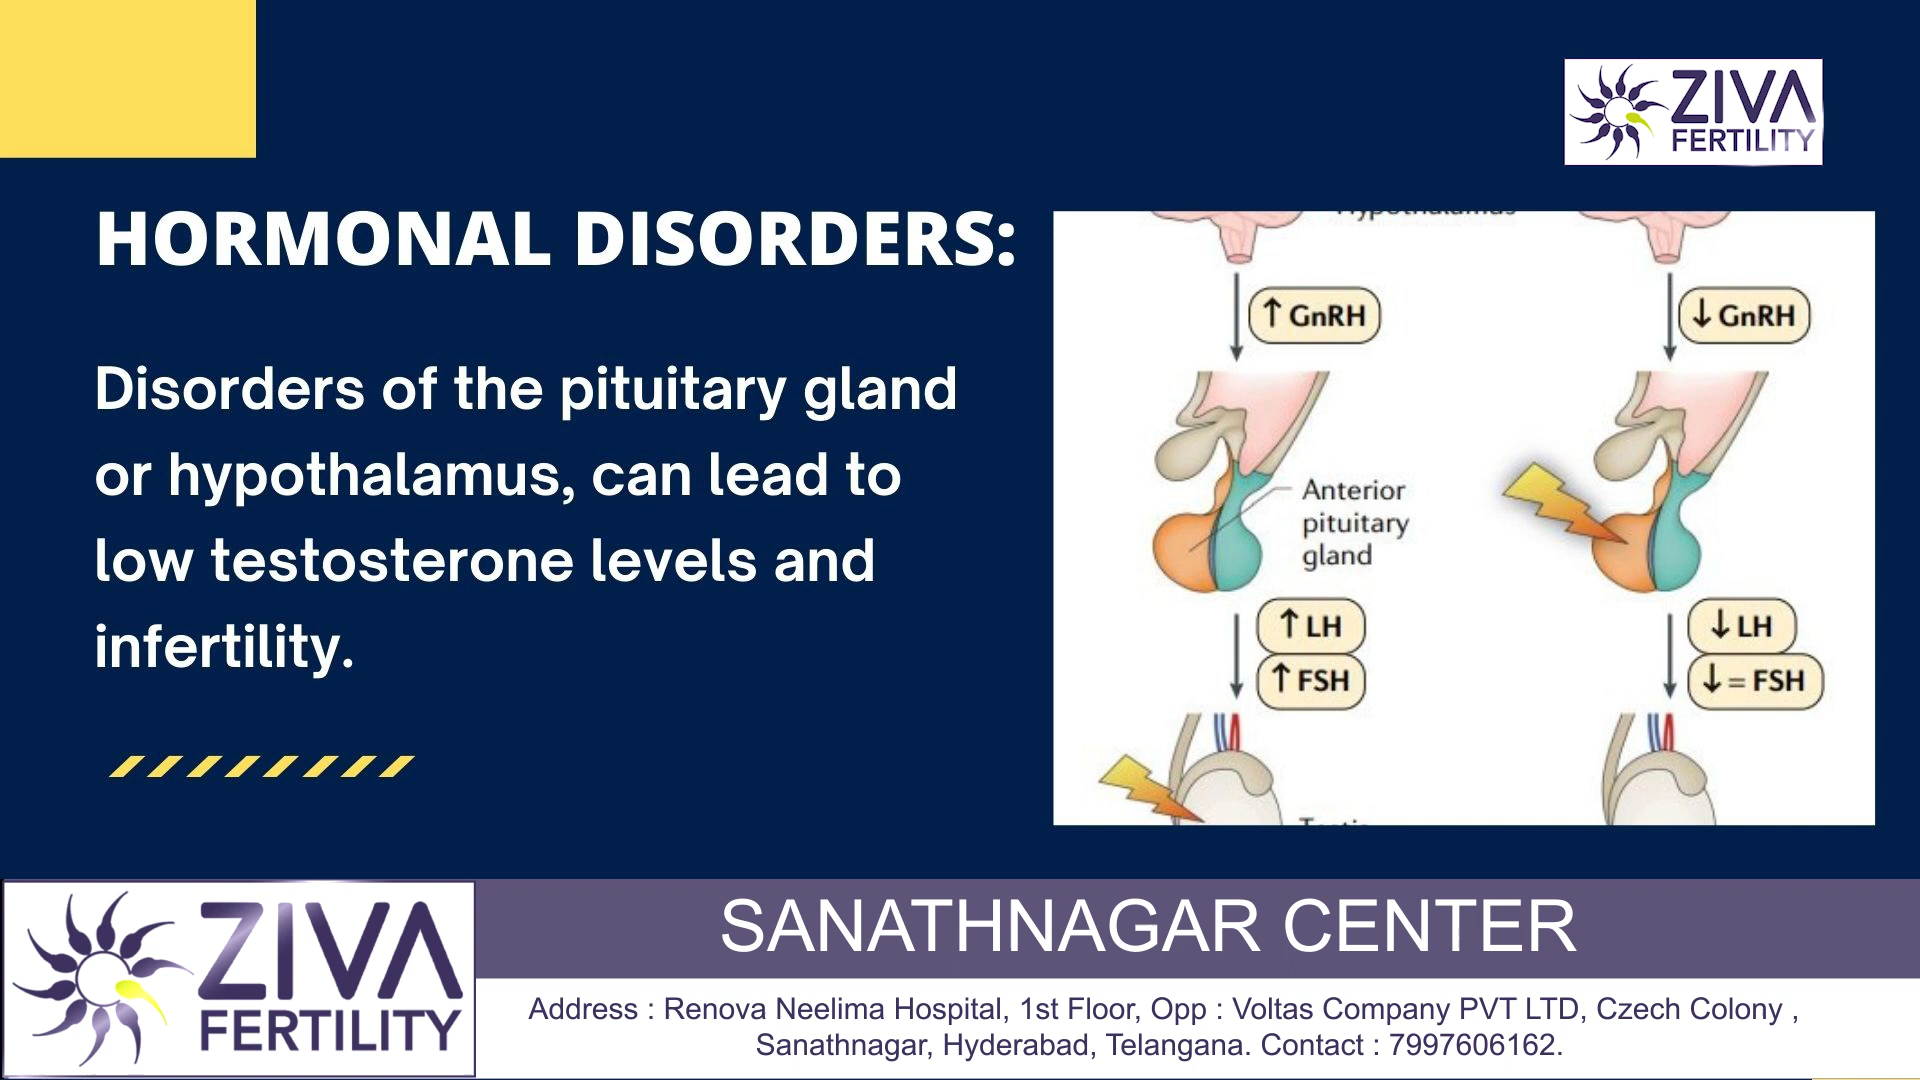 ZIVA
FERTILITY
HORMONAL DISORDERS:
Disorders of the pituitary gland
or hypothalamus, can lead to
low testosterone levels and
infertility.
Hypothalamus
↑ GnRH
↓ GnRH
Anterior
pituitary
gland
↑ LH
↑ FSH
↓ LH
↓ = FSH
ZIVA
FERTILITY
SANATHNAGAR CENTER
Address : Renova Neelima Hospital, 1st Floor, Opp : Voltas Company PVT LTD, Czech Colony ,
Sanathnagar, Hyderabad, Telangana. Contact : 7997606162.